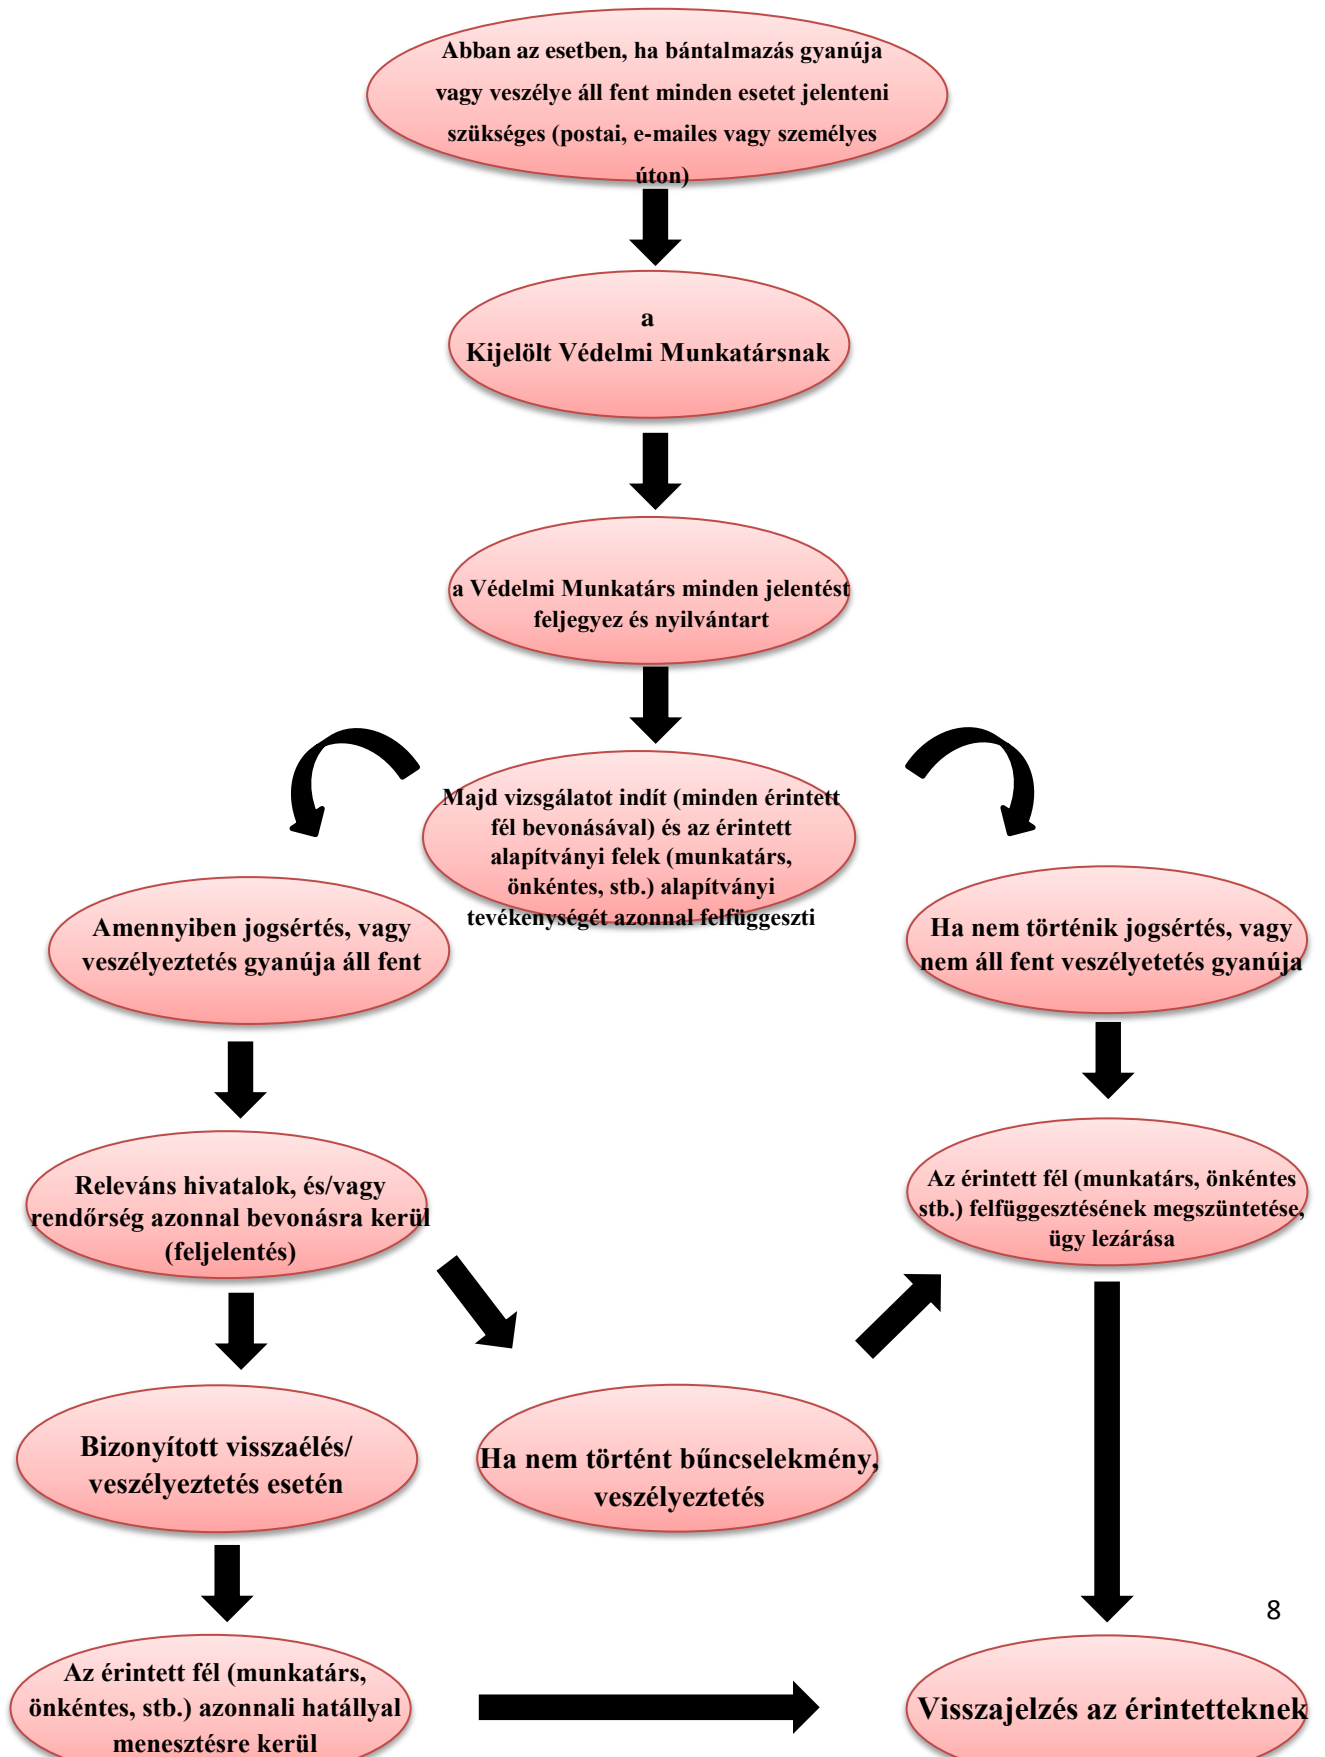 Abban az esetben, ha bántalmazás gyanúja
vagy veszélye áll fent minden esetet jelenteni
szükséges (postai, e-mailes vagy személyes
úton)
a
Kijelölt Védelmi Munkatársnak
a Védelmi Munkatárs minden jelentést
feljegyez és nyilvántart
Majd vizsgálatot indít (minden érintett
fél bevonásával) és az érintett
alapítványi felek (munkatárs,
önkéntes, stb.) alapítványi
tevékenységét azonnal felfüggeszti
Amennyiben jogsértés, vagy
veszélyeztetés gyanúja áll fent
Ha nem történik jogsértés, vagy
nem áll fent veszélyetetés gyanúja
Releváns hivatalok, és/vagy
rendőrség azonnal bevonásra kerül
(feljelentés)
Az érintett fél (munkatárs, önkéntes
stb.) felfüggesztésének megszüntetése,
ügy lezárása
Bizonyított visszaélés/
veszélyeztetés esetén
Ha nem történt bűncselekmény,
veszélyeztetés
8
Az érintett fél (munkatárs,
önkéntes, stb.) azonnali hatállyal
menesztésre kerül
Visszajelzés az érintetteknek